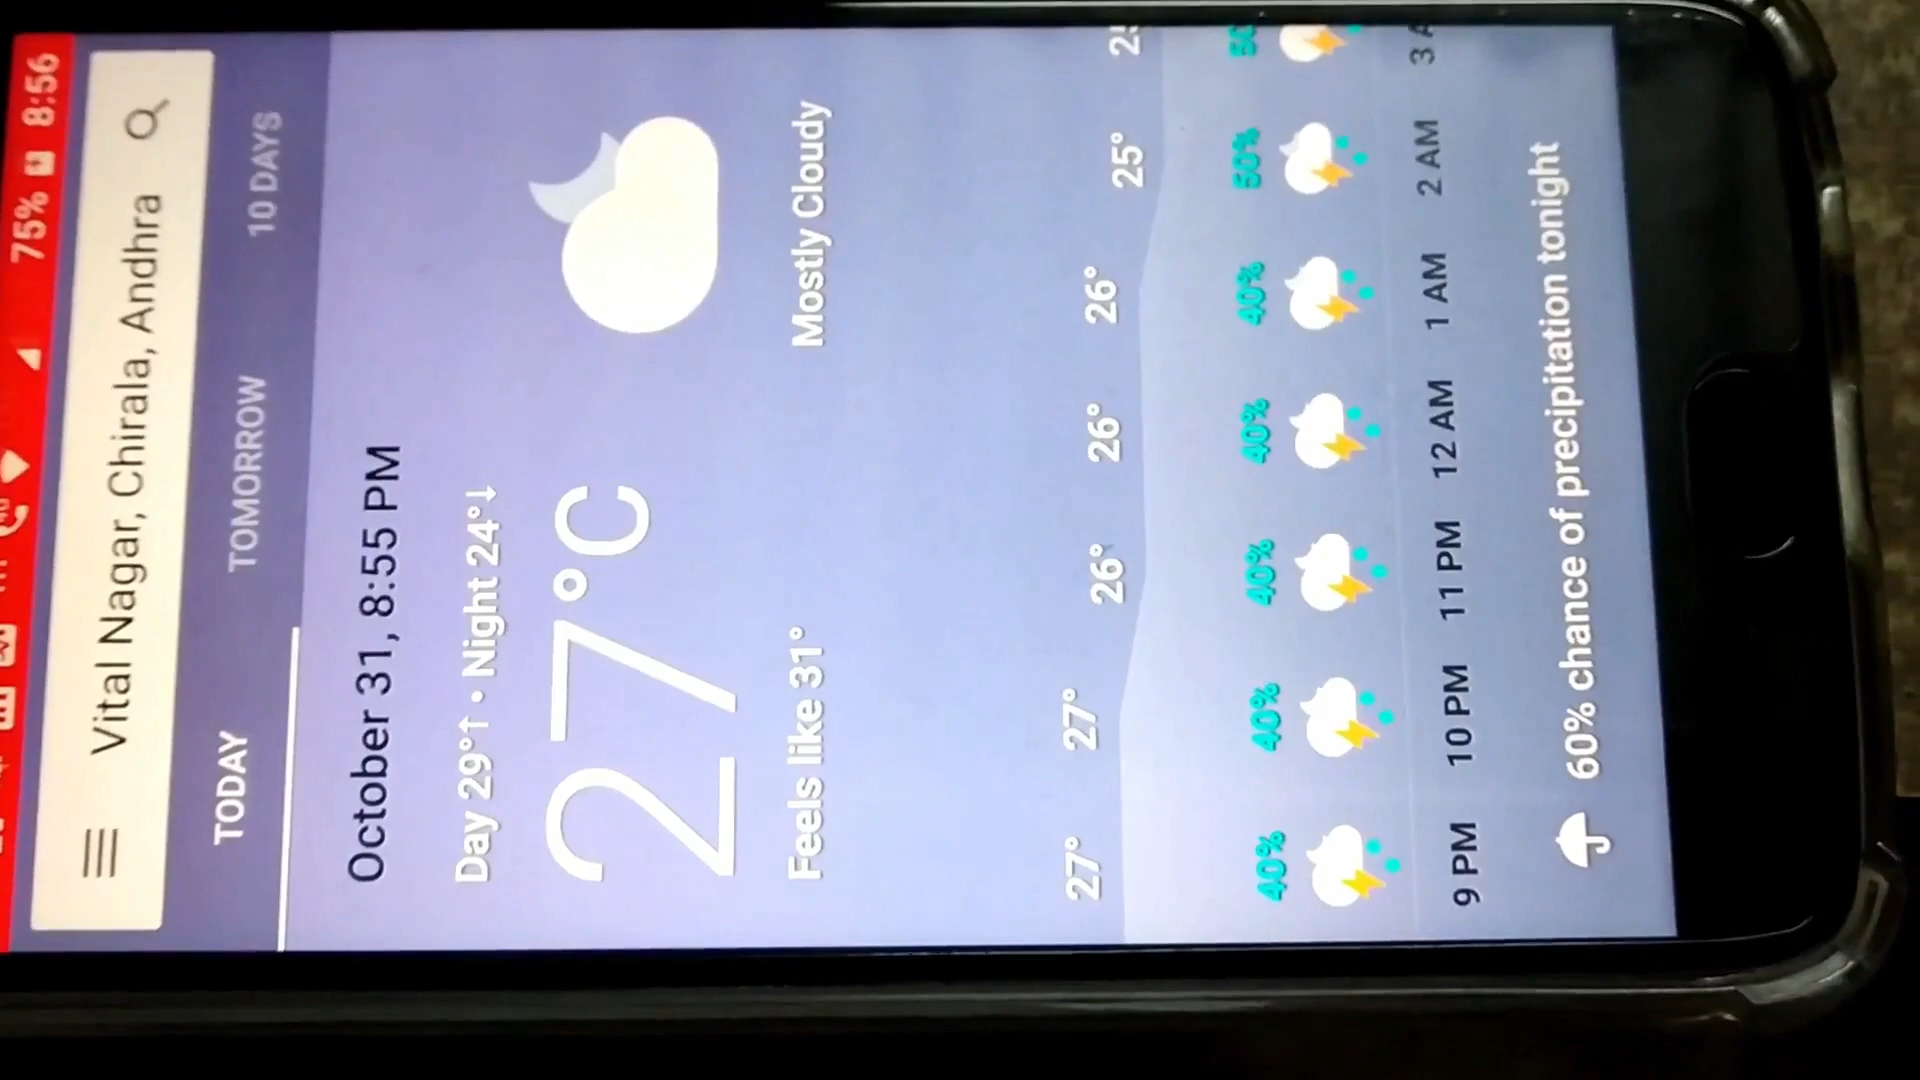 75% 8:56
Vital Nagar, Chirala, Andhra
TODAY TOMORROW 10 DAYS
October 31, 8:55 PM
Day 29°↑ • Night 24°↓
27°C
Feels like 31° Mostly Cloudy
27° 27° 26° 26° 26° 25°
40% 40% 40% 40% 40% 50%
9 PM 10 PM 11 PM 12 AM 1 AM 2 AM
60% chance of precipitation tonight